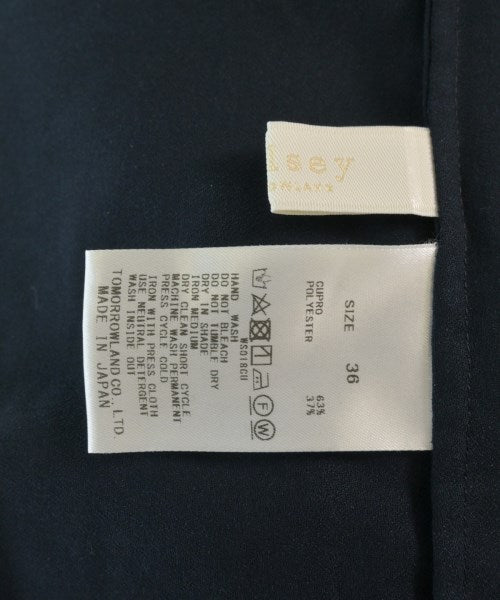 lsey
SIZE 36
CUPRO 63%
POLYESTER 37%
WS018CU
HAND WASH
DO NOT BLEACH
DO NOT TUMBLE DRY
DRY IN SHADE
IRON MEDIUM
DRY CLEAN SHORT CYCLE.
MACHINE WASH PERMANENT
PRESS CYCLE COLD
IRON WITH PRESS CLOTH
USE NEUTRAL DETERGENT
WASH INSIDE OUT
TOMORROWLAND CO., LTD.
MADE IN JAPAN